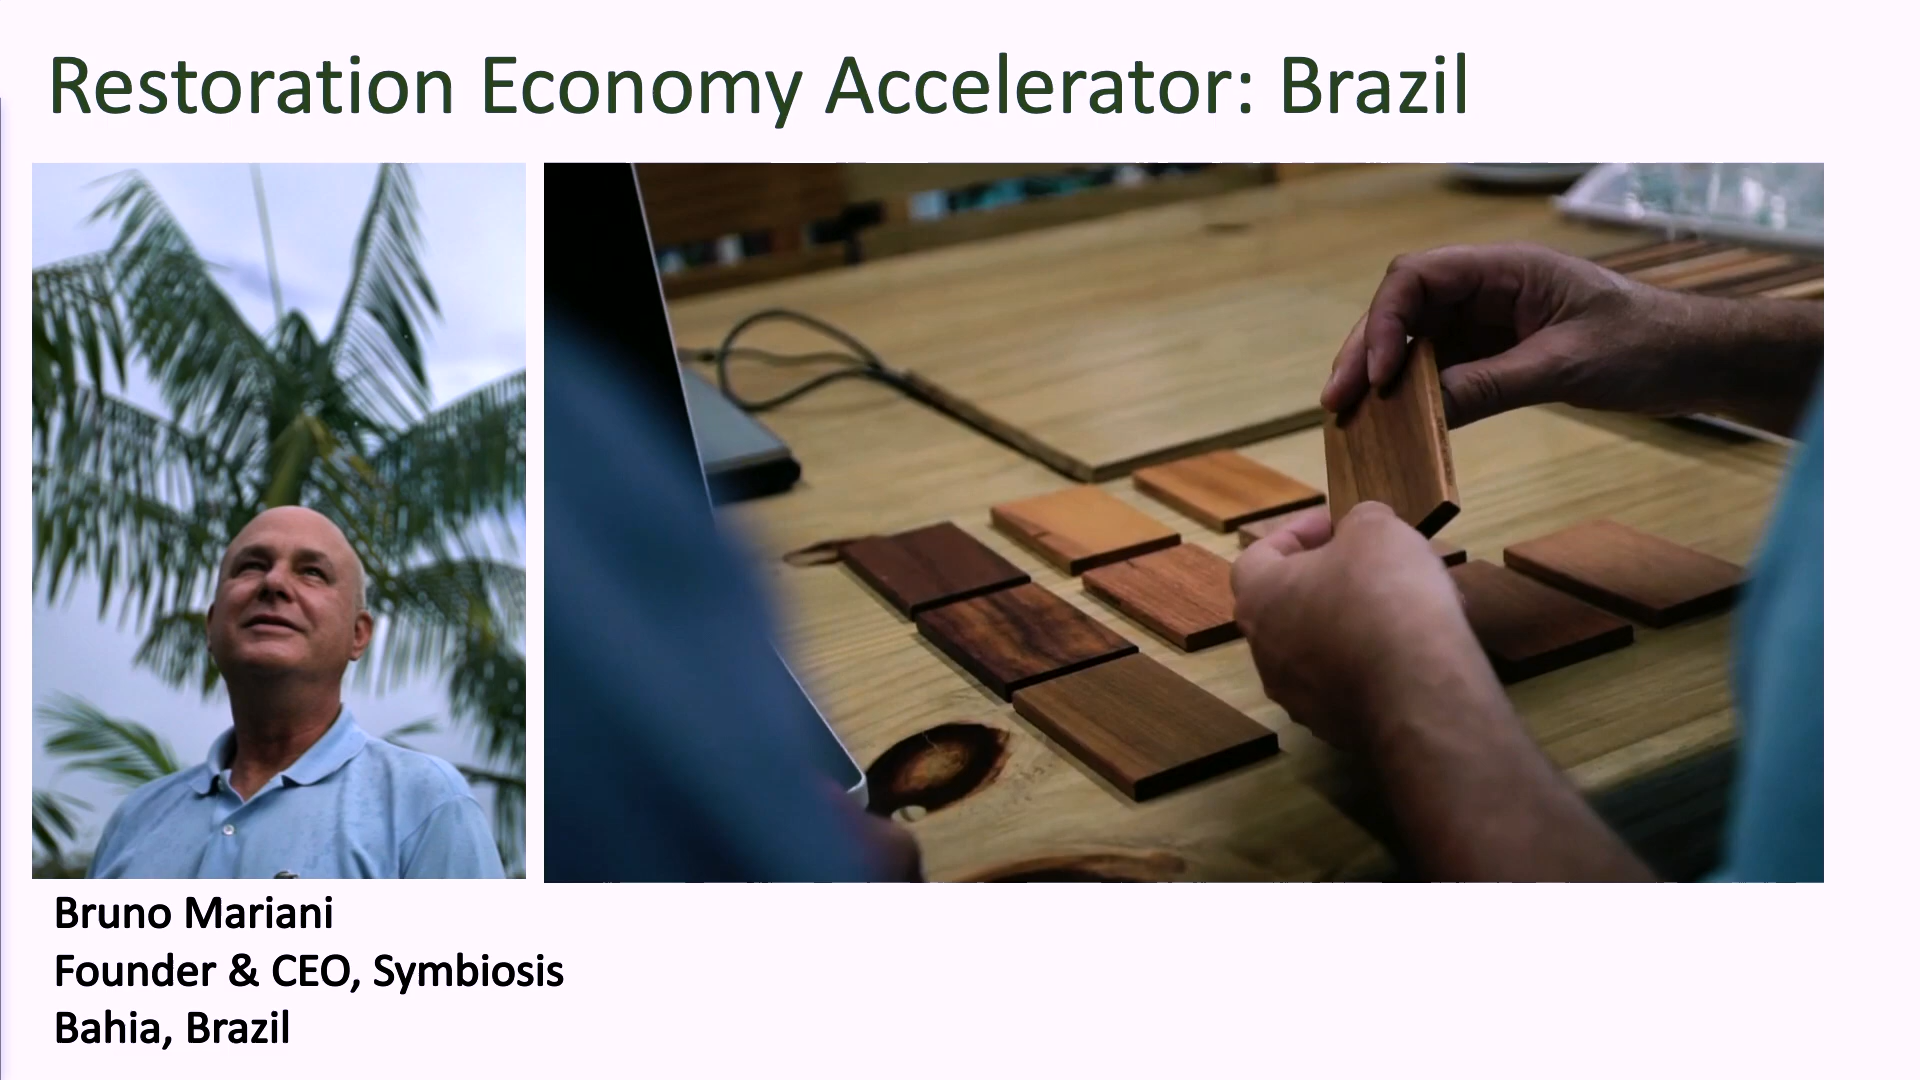 Restoration Economy Accelerator: Brazil
Bruno Mariani
Founder & CEO, Symbiosis
Bahia, Brazil